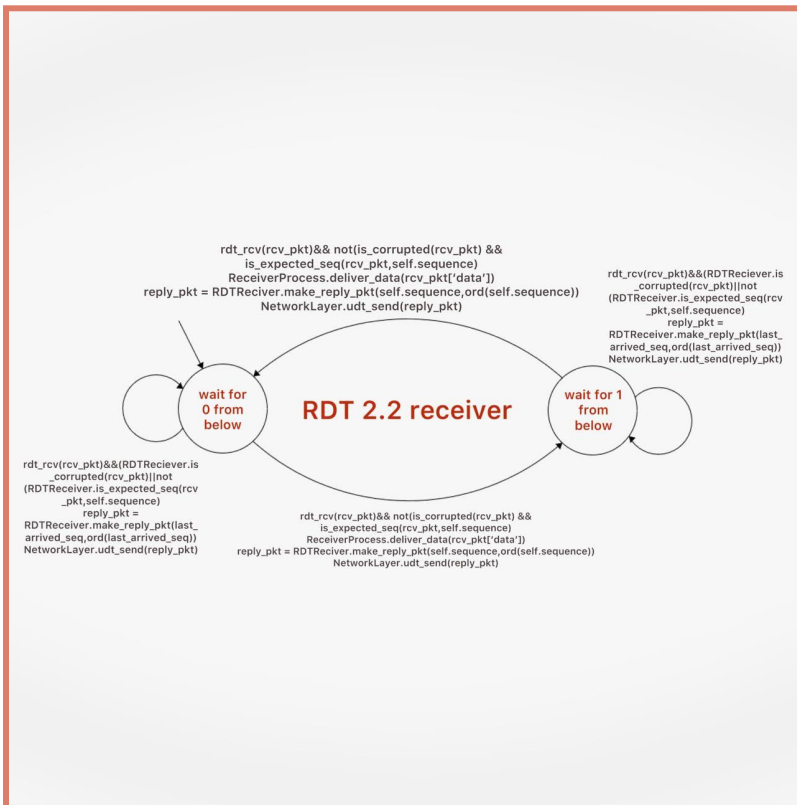 rdt_rcv(rcv_pkt)&& not(is_corrupted(rcv_pkt) &&
is_expected_seq(rcv_pkt,self.sequence)
ReceiverProcess.deliver_data(rcv_pkt[‘data’])
reply_pkt = RDTReciver.make_reply_pkt(self.sequence,ord(self.sequence))
NetworkLayer.udt_send(reply_pkt)
rdt_rcv(rcv_pkt)&&(RDTReciever.is
_corrupted(rcv_pkt)||not
(RDTReceiver.is_expected_seq(rcv
_pkt,self.sequence)
reply_pkt =
RDTReceiver.make_reply_pkt(last_
arrived_seq,ord(last_arrived_seq))
NetworkLayer.udt_send(reply_pkt)
wait for
0 from
below
RDT 2.2 receiver
wait for 1
from
below
rdt_rcv(rcv_pkt)&&(RDTReciever.is
_corrupted(rcv_pkt)||not
(RDTReceiver.is_expected_seq(rcv
_pkt,self.sequence)
reply_pkt =
RDTReceiver.make_reply_pkt(last_
arrived_seq,ord(last_arrived_seq))
NetworkLayer.udt_send(reply_pkt)
rdt_rcv(rcv_pkt)&& not(is_corrupted(rcv_pkt) &&
is_expected_seq(rcv_pkt,self.sequence)
ReceiverProcess.deliver_data(rcv_pkt[‘data’])
reply_pkt = RDTReciver.make_reply_pkt(self.sequence,ord(self.sequence))
NetworkLayer.udt_send(reply_pkt)